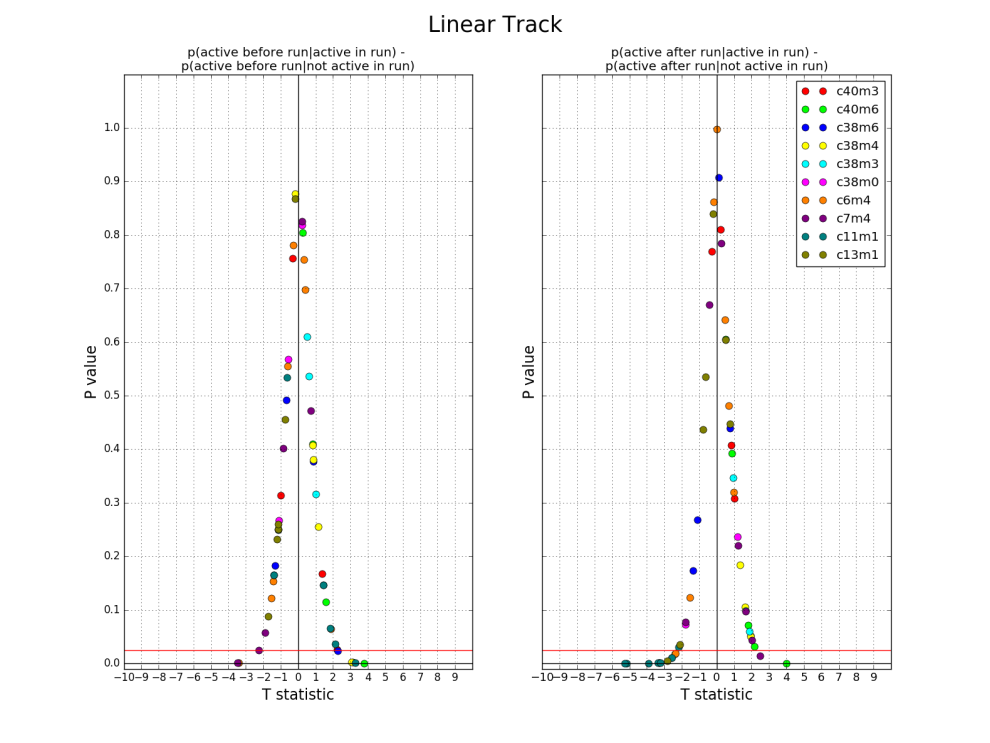 Linear Track
p(active before run|active in run) -
p(active before run|not active in run)
p(active after run|active in run) -
p(active after run|not active in run)
P value
1.0
0.9
0.8
0.7
0.6
0.5
0.4
0.3
0.2
0.1
0.0
−10−9 −8 −7 −6 −5 −4 −3 −2 −1 0 1 2 3 4 5 6 7 8 9
T statistic
P value
c40m3
c40m6
c38m6
c38m4
c38m3
c38m0
c6m4
c7m4
c11m1
c13m1
−10−9 −8 −7 −6 −5 −4 −3 −2 −1 0 1 2 3 4 5 6 7 8 9
T statistic